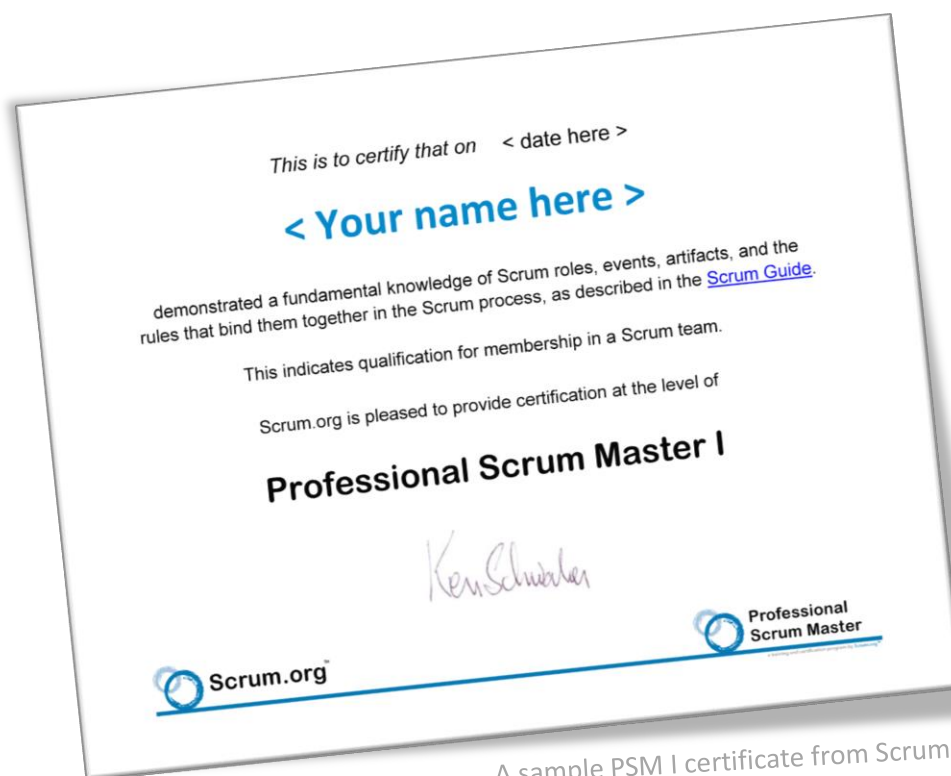 This is to certify that on < date here >
< Your name here >
demonstrated a fundamental knowledge of Scrum roles, events, artifacts, and the
rules that bind them together in the Scrum process, as described in the Scrum Guide.
This indicates qualification for membership in a Scrum team.
Scrum.org is pleased to provide certification at the level of
Professional Scrum Master I
Ken Schwaber
Professional
Scrum Master
Scrum.org™
A sample PSM I certificate from Scrum